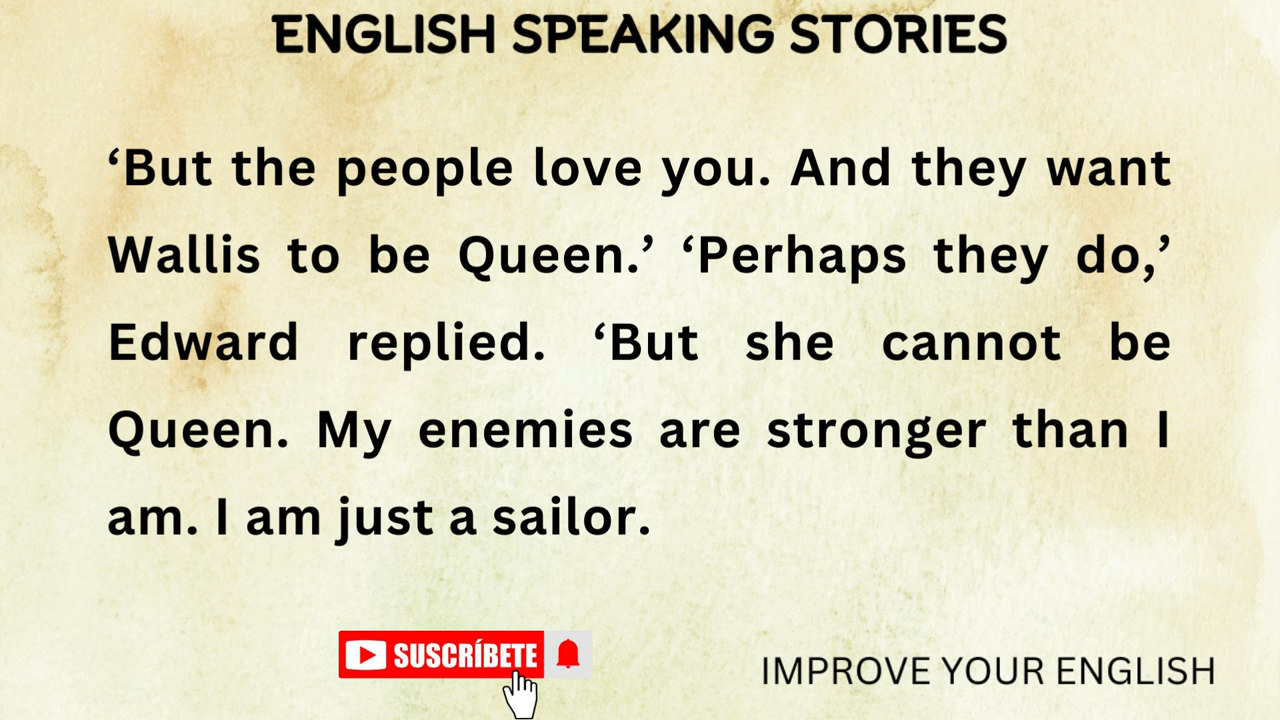 ENGLISH SPEAKING STORIES
‘But the people love you. And they want
Wallis to be Queen.’ ‘Perhaps they do,’
Edward replied. ‘But she cannot be
Queen. My enemies are stronger than I
am. I am just a sailor.
SUSCRÍBETE
IMPROVE YOUR ENGLISH